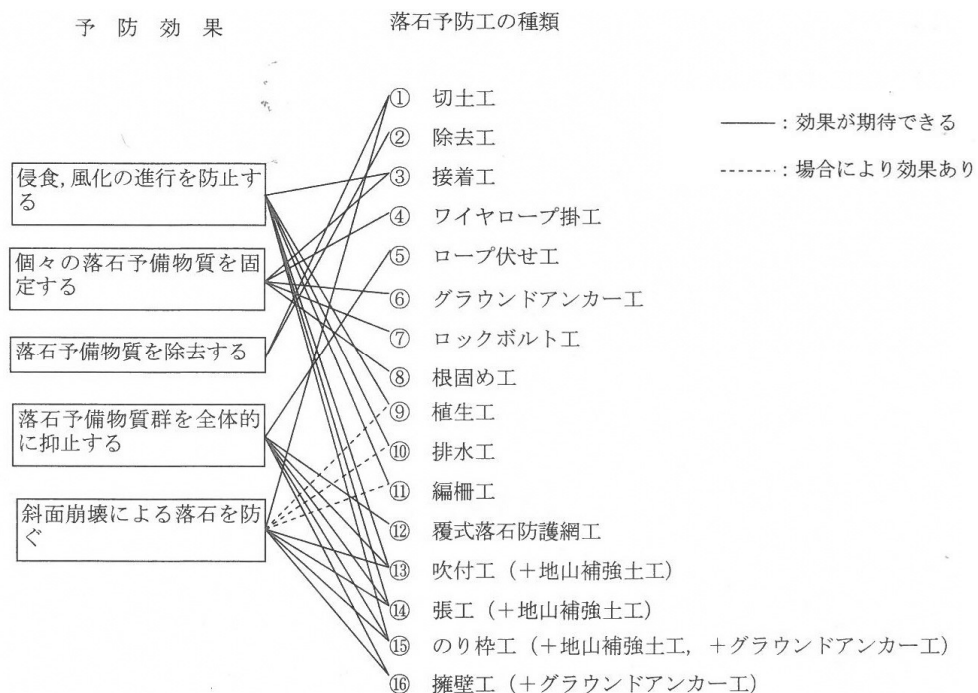 予 防 効 果
落石予防工の種類
① 切土工
② 除去工
③ 接着工
④ ワイヤロープ掛工
⑤ ロープ伏せ工
⑥ グラウンドアンカー工
⑦ ロックボルト工
⑧ 根固め工
⑨ 植生工
⑩ 排水工
⑪ 編柵工
⑫ 覆式落石防護網工
⑬ 吹付工（＋地山補強土工）
⑭ 張工（＋地山補強土工）
⑮ のり枠工（＋地山補強土工，＋グラウンドアンカー工）
⑯ 擁壁工（＋グラウンドアンカー工）
侵食，風化の進行を防止す
る
個々の落石予備物質を固
定する
落石予備物質を除去する
落石予備物質群を全体的
に抑止する
斜面崩壊による落石を防
ぐ
：効果が期待できる
：場合により効果あり